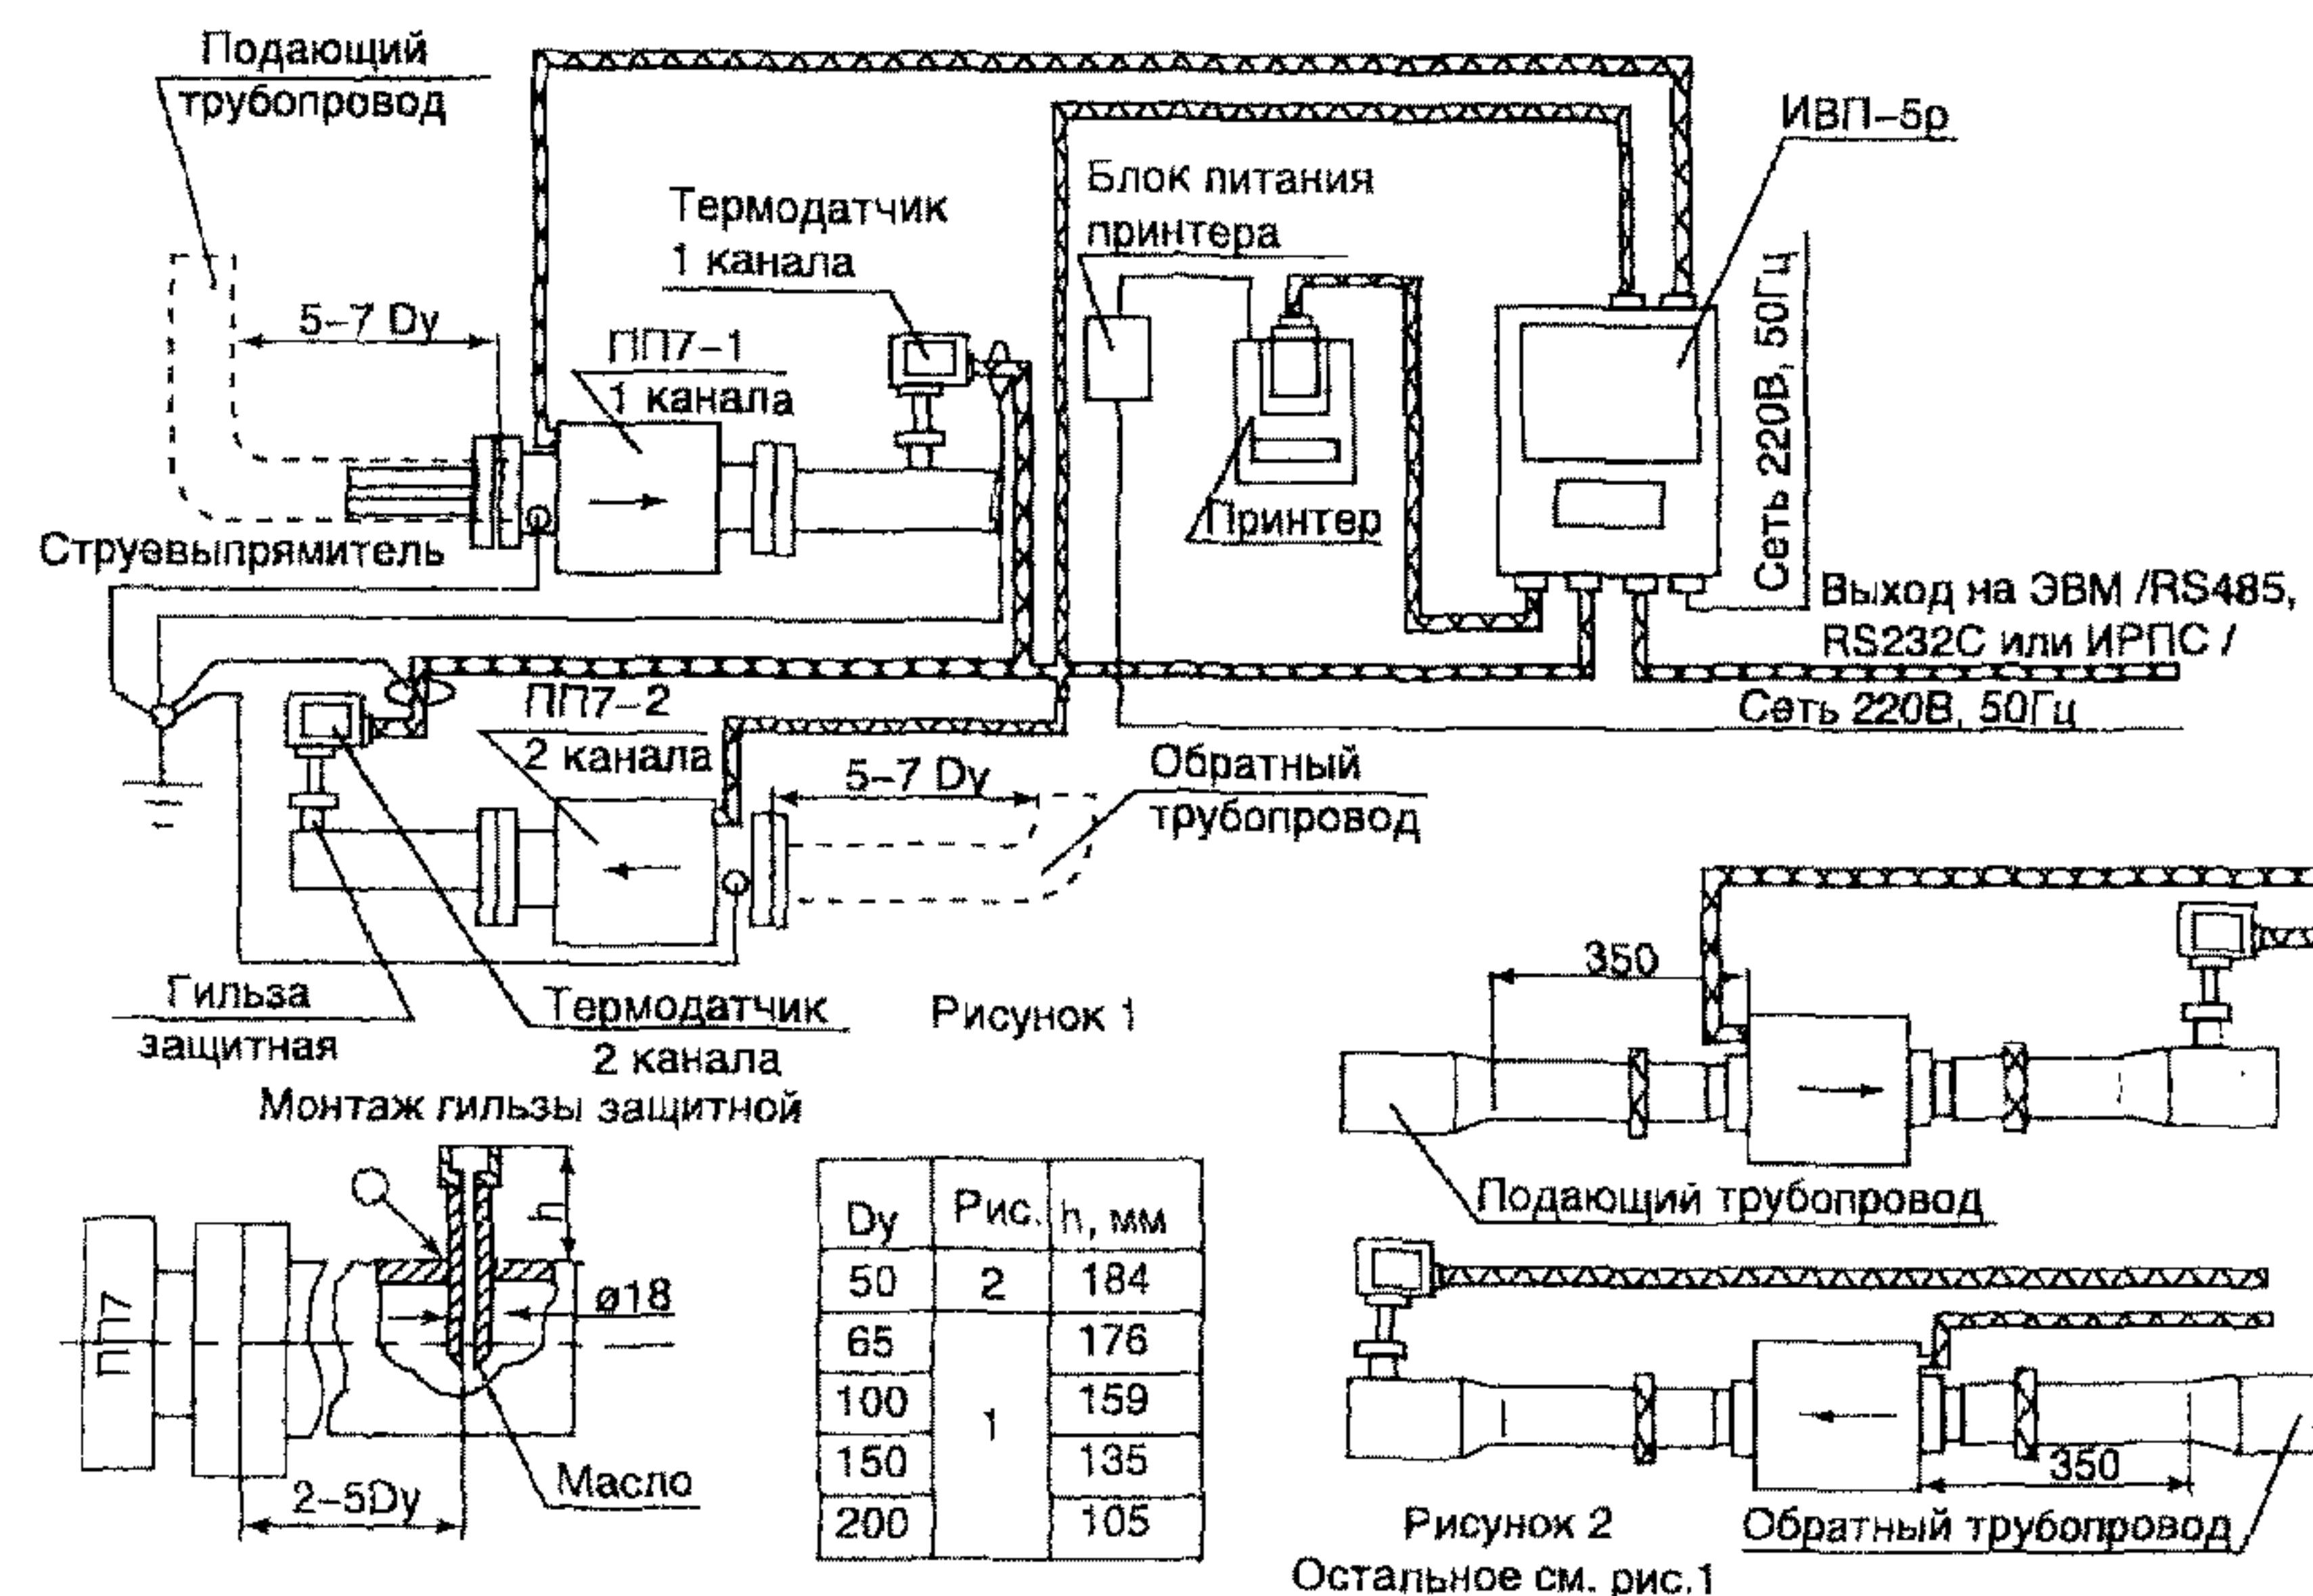 Подающий
трубопровод
ИВП-5р
Блок питания
принтера
Термодатчик
1 канала
5-7 Dy
ПП7-1
1 канала
Сеть 220В, 50Гц
Принтер
Струевыпрямитель
Выход на ЭВМ /RS485,
RS232C или ИРПС /
Сеть 220В, 50Гц
ПП7-2
2 канала
5-7 Dy
Обратный
трубопровод
Гильза
защитная
Термодатчик
2 канала
Рисунок 1
350
Подающий трубопровод
Монтаж гильзы защитной
h
ø18
ПП7
2-5Dy
Масло
Dy Рис. h, мм
50 2 184
65 176
100 159
1
150 135
200 105
350
Рисунок 2
Обратный трубопровод
Остальное см. рис.1